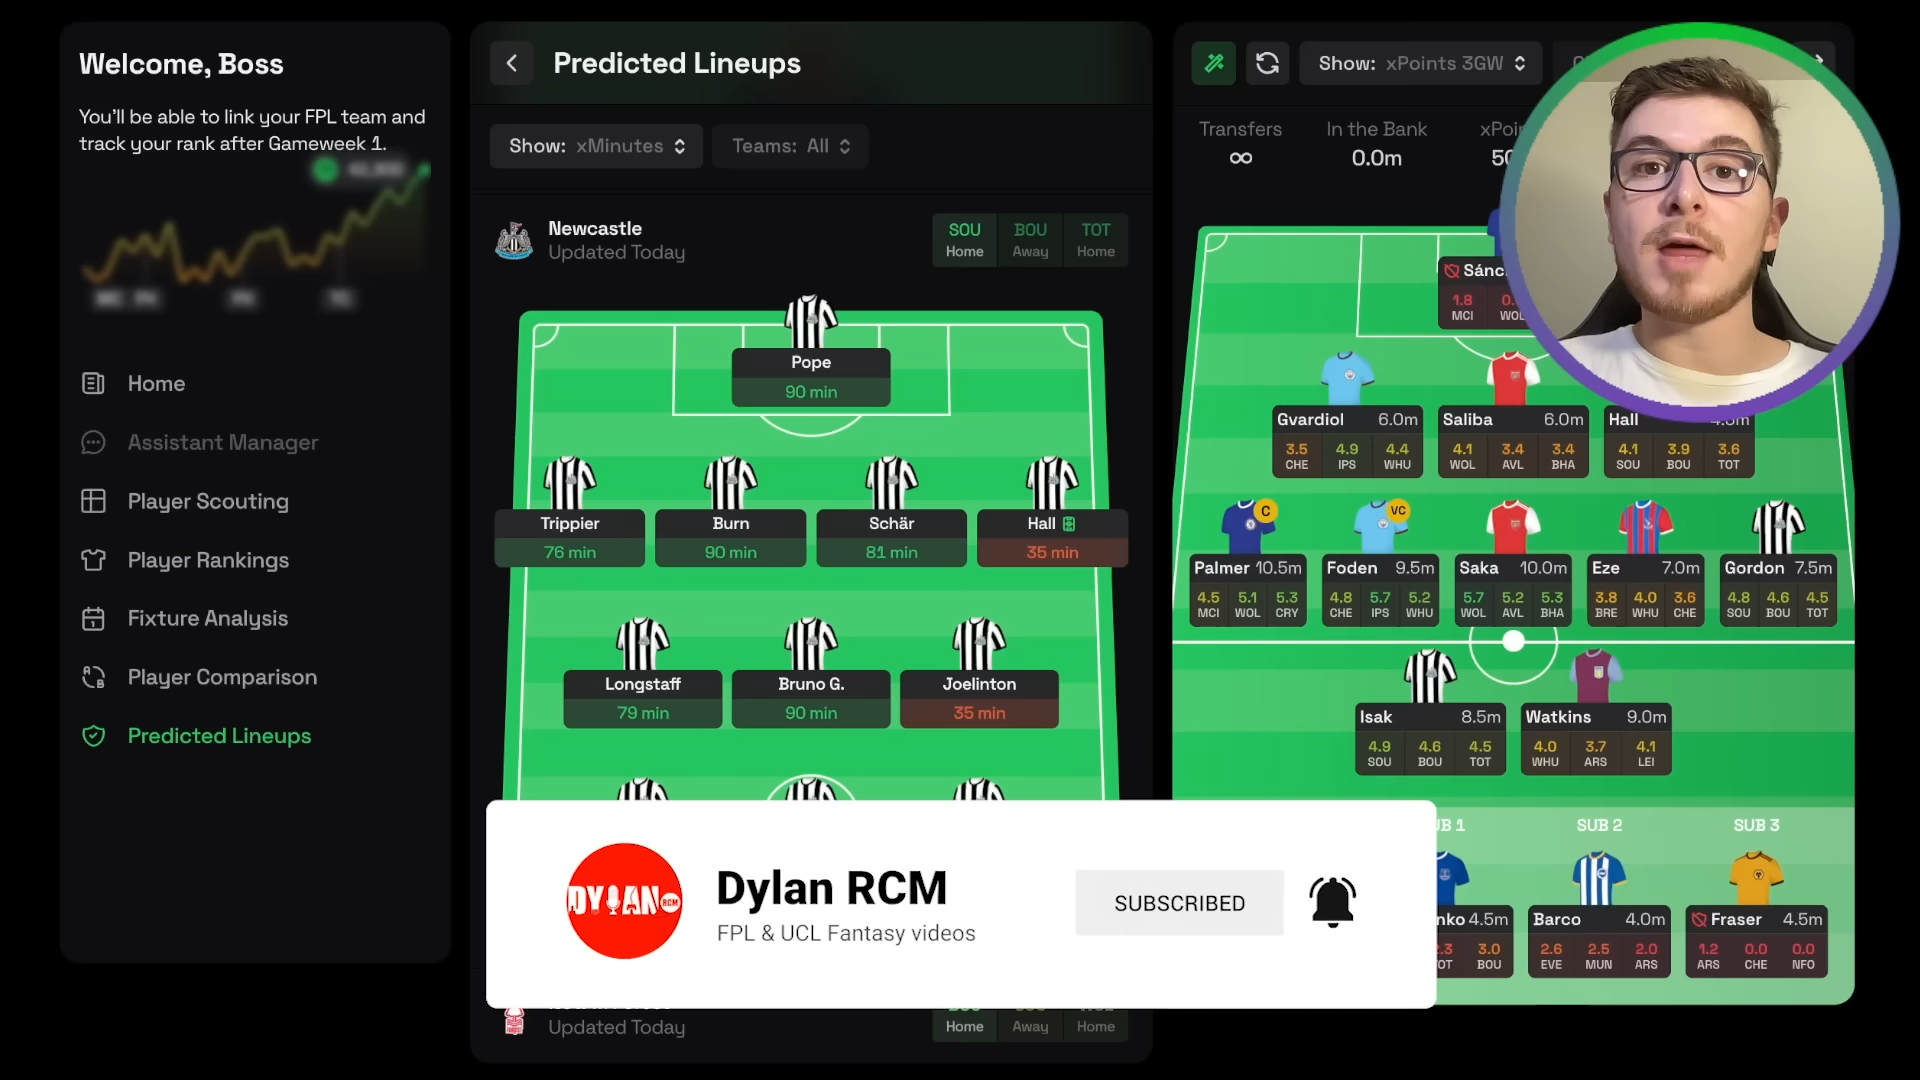 Welcome, Boss
You'll be able to link your FPL team and
track your rank after Gameweek 1.
Home
Assistant Manager
Player Scouting
Player Rankings
Fixture Analysis
Player Comparison
Predicted Lineups
Predicted Lineups
Show: xMinutes
Teams: All
Newcastle
Updated Today
SOU BOU TOT
Home Away Home
Pope
90 min
Trippier Burn Schär Hall
76 min 90 min 81 min 35 min
Longstaff Bruno G. Joelinton
79 min 90 min 35 min
Updated Today
Home Away Home
Show: xPoints 3GW
Transfers In the Bank
∞ 0.0m
1.8
MCI WOL
Gvardiol 6.0m Saliba 6.0m Hall
3.5 4.9 4.4 4.1 3.4 3.4 4.1 3.9 3.6
CHE IPS WHU WOL AVL BHA SOU BOU TOT
C VC
Palmer 10.5m Foden 9.5m Saka 10.0m Eze 7.0m Gordon 7.5m
4.5 5.1 5.3 4.8 5.7 5.2 5.7 5.2 5.3 3.8 4.0 3.6 4.8 4.6 4.5
MCI WOL CRY CHE IPS WHU WOL AVL BHA BRE WHU CHE SOU BOU TOT
Isak 8.5m Watkins 9.0m
4.9 4.6 4.5 4.0 3.7 4.1
SOU BOU TOT WHU ARS LEI
SUB 2 SUB 3
4.5m Barco 4.0m Fraser 4.5m
3.0 2.6 2.5 2.0 1.2 0.0 0.0
BOU EVE MUN ARS ARS CHE NFO
DYLAN RCM
Dylan RCM
FPL & UCL Fantasy videos
SUBSCRIBED